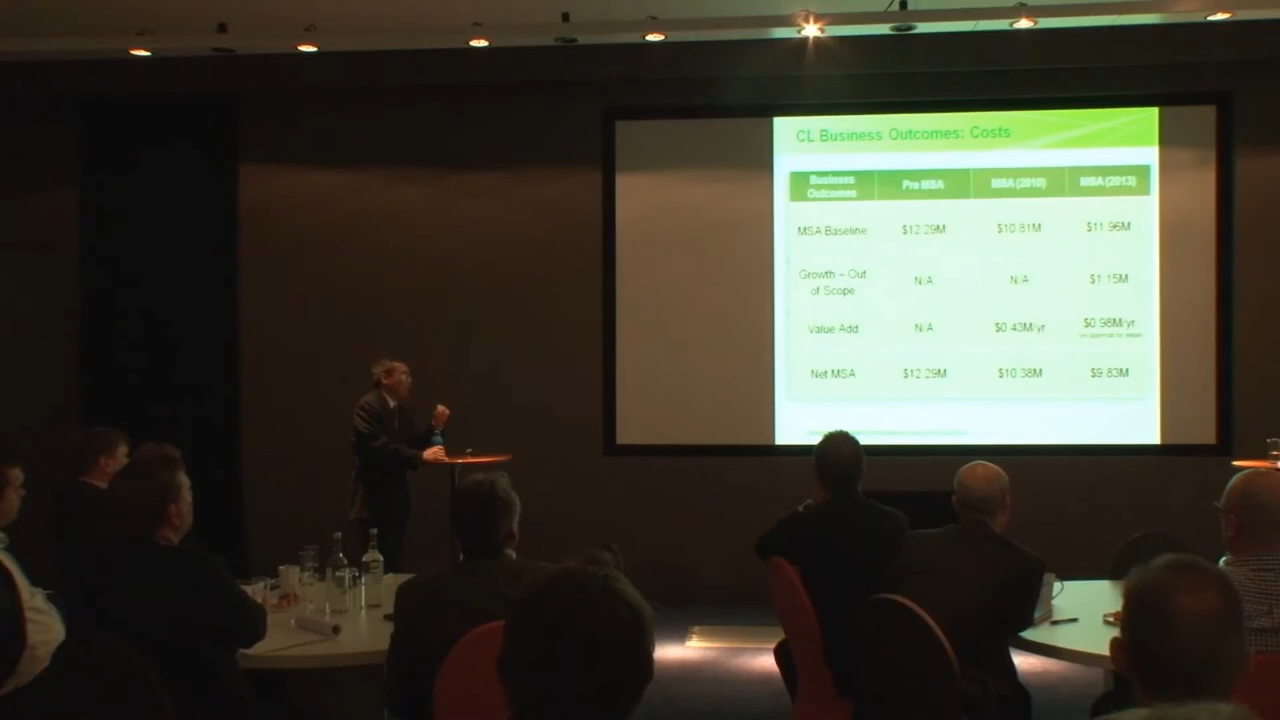 CL Business Outcomes: Costs
Business Outcomes Pre MSA MSA (2010) MSA (2013)
MSA Baseline $12.29M $10.81M $11.96M
Growth – Out of Scope N/A N/A $1.15M
Value Add N/A $0.43M/yr $0.98M/yr
Net MSA $12.29M $10.38M $9.83M